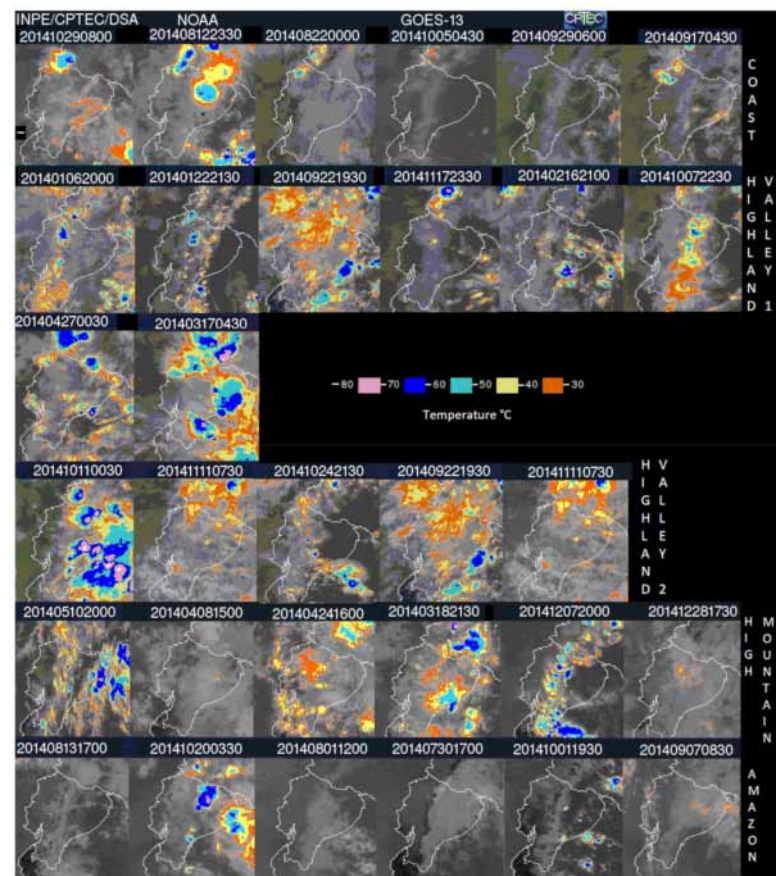 INPE/CPTEC/DSA NOAA GOES-13 CPTEC
201410290800 201408122330 201408220000 201410050430 201409290600 201409170430
COAST
201401062000 201401222130 201409221930 201411172330 201402162100 201410072230
HIGHLAND VALLEY 1
201404270030 201403170430
-80 -70 -60 -50 -40 -30
Temperature °C
201410110030 201411110730 201410242130 201409221930 201411110730
HIGHLAND VALLEY 2
201405102000 201404081500 201404241600 201403182130 201412072000 201412281730
HIGH MOUNTAIN
201408131700 201410200330 201408011200 201407301700 201410011930 201409070830
AMAZON